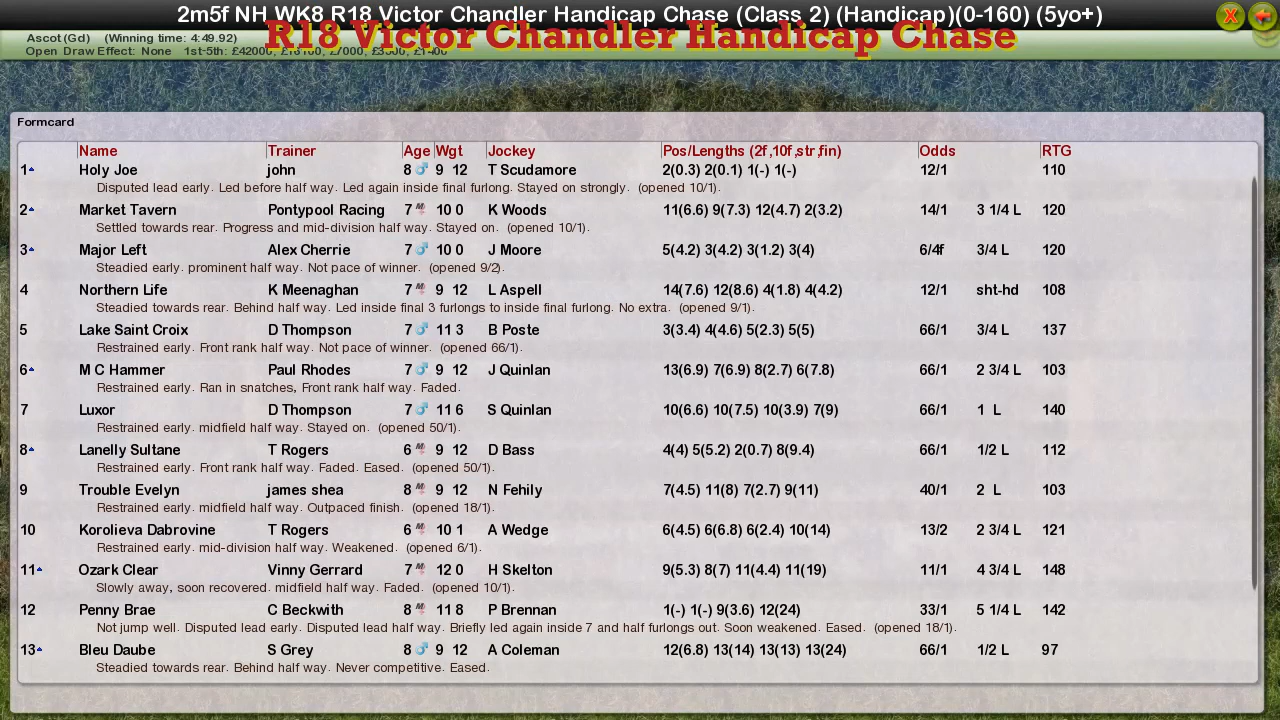 2m5f NH WK8 R18 Victor Chandler Handicap Chase (Class 2) (Handicap)(0-160) (5yo+)
R18 Victor Chandler Handicap Chase
Ascot(Gd) (Winning time: 4:49.92)
Open Draw Effect: None 1st-5th: £42000,
Formcard
Name Trainer Age Wgt Jockey Pos/Lengths (2f,10f,str,fin) Odds RTG
1 Holy Joe john 8 9 12 T Scudamore 2(0.3) 2(0.1) 1(-) 1(-) 12/1 110
Disputed lead early. Led before half way. Led again inside final furlong. Stayed on strongly. (opened 10/1).
2 Market Tavern Pontypool Racing 7 10 0 K Woods 11(6.6) 9(7.3) 12(4.7) 2(3.2) 14/1 3 1/4 L 120
Settled towards rear. Progress and mid-division half way. Stayed on. (opened 10/1).
3 Major Left Alex Cherrie 7 10 0 J Moore 5(4.2) 3(4.2) 3(1.2) 3(4) 6/4f 3/4 L 120
Steadied early. prominent half way. Not pace of winner. (opened 9/2).
4 Northern Life K Meenaghan 7 9 12 L Aspell 14(7.6) 12(8.6) 4(1.8) 4(4.2) 12/1 sht-hd 108
Steadied towards rear. Behind half way. Led inside final 3 furlongs to inside final furlong. No extra. (opened 9/1).
5 Lake Saint Croix D Thompson 7 11 3 B Poste 3(3.4) 4(4.6) 5(2.3) 5(5) 66/1 3/4 L 137
Restrained early. Front rank half way. Not pace of winner. (opened 66/1).
6 M C Hammer Paul Rhodes 7 9 12 J Quinlan 13(6.9) 7(6.9) 8(2.7) 6(7.8) 66/1 2 3/4 L 103
Restrained early. Ran in snatches, Front rank half way. Faded.
7 Luxor D Thompson 7 11 6 S Quinlan 10(6.6) 10(7.5) 10(3.9) 7(9) 66/1 1 L 140
Restrained early. midfield half way. Stayed on. (opened 50/1).
8 Lanelly Sultane T Rogers 6 9 12 D Bass 4(4) 5(5.2) 2(0.7) 8(9.4) 66/1 1/2 L 112
Restrained early. Front rank half way. Faded. Eased. (opened 50/1).
9 Trouble Evelyn james shea 8 9 12 N Fehily 7(4.5) 11(8) 7(2.7) 9(11) 40/1 2 L 103
Restrained early. midfield half way. Outpaced finish. (opened 18/1).
10 Korolieva Dabrovine T Rogers 6 10 1 A Wedge 6(4.5) 6(6.8) 6(2.4) 10(14) 13/2 2 3/4 L 121
Restrained early. mid-division half way. Weakened. (opened 6/1).
11 Ozark Clear Vinny Gerrard 7 12 0 H Skelton 9(5.3) 8(7) 11(4.4) 11(19) 11/1 4 3/4 L 148
Slowly away, soon recovered. midfield half way. Faded. (opened 10/1).
12 Penny Brae C Beckwith 8 11 8 P Brennan 1(-) 1(-) 9(3.6) 12(24) 33/1 5 1/4 L 142
Not jump well. Disputed lead early. Disputed lead half way. Briefly led again inside 7 and half furlongs out. Soon weakened. Eased. (opened 18/1).
13 Bleu Daube S Grey 8 9 12 A Coleman 12(6.8) 13(14) 13(13) 13(24) 66/1 1/2 L 97
Steadied towards rear. Behind half way. Never competitive. Eased.